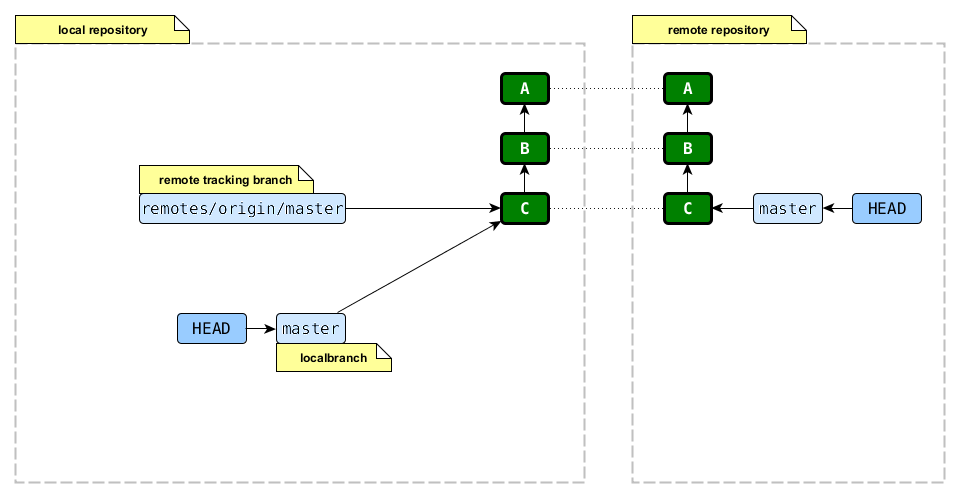 local repository
remote repository
A
A
B
B
remote tracking branch
remotes/origin/master
C
C
master
HEAD
HEAD
master
localbranch